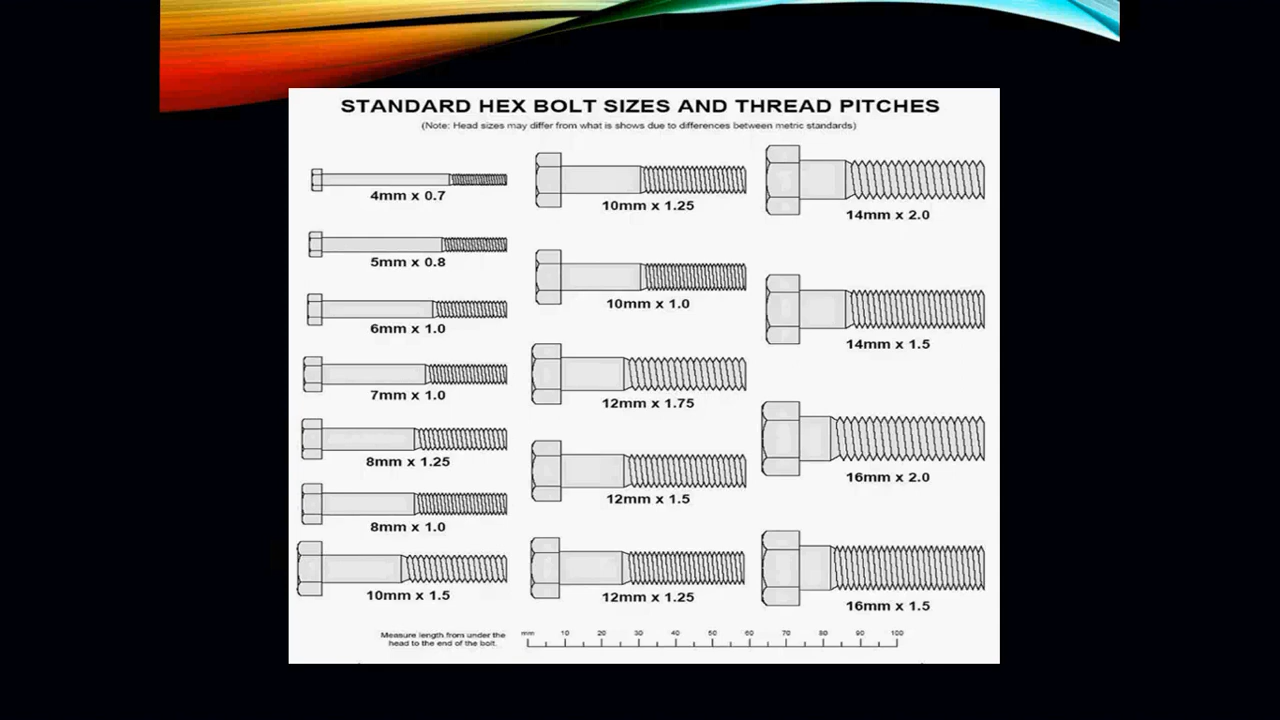 STANDARD HEX BOLT SIZES AND THREAD PITCHES
(Note: Head sizes may differ from what is shows due to differences between metric standards)
4mm x 0.7
5mm x 0.8
6mm x 1.0
7mm x 1.0
8mm x 1.25
8mm x 1.0
10mm x 1.5
10mm x 1.25
10mm x 1.0
12mm x 1.75
12mm x 1.5
12mm x 1.25
14mm x 2.0
14mm x 1.5
16mm x 2.0
16mm x 1.5
Measure length from under the
head to the end of the bolt.
mm 10 20 30 40 50 60 70 80 90 100